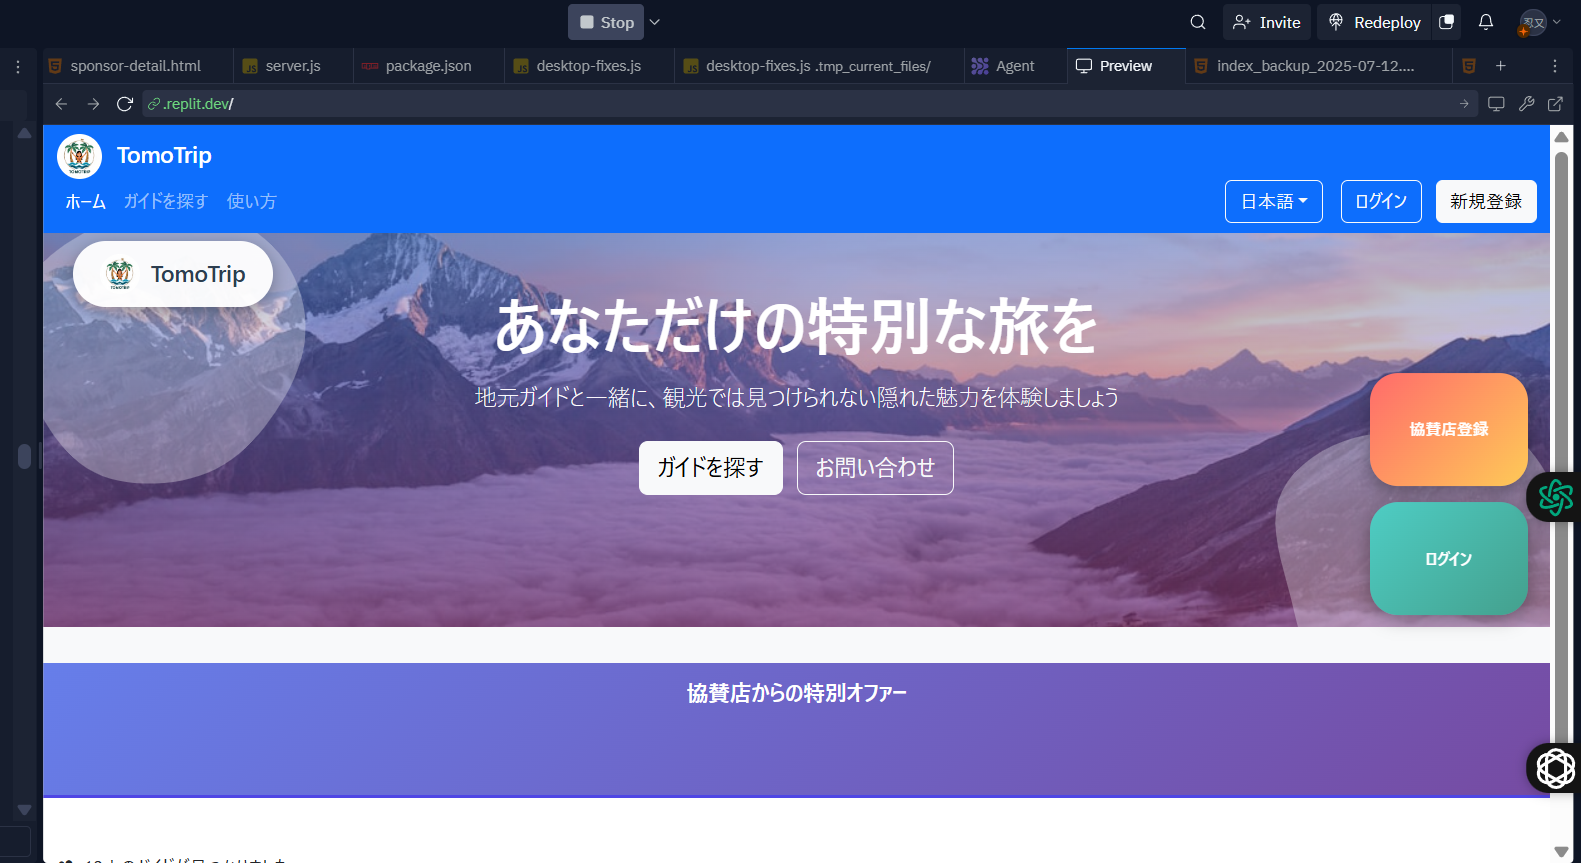 Stop
Invite
Redeploy
sponsor-detail.html
server.js
package.json
desktop-fixes.js
desktop-fixes.js .tmp_current_files/
Agent
Preview
index_backup_2025-07-12....
.replit.dev/
TomoTrip
ホーム ガイドを探す 使い方
日本語 ログイン 新規登録
TomoTrip
あなただけの特別な旅を
地元ガイドと一緒に、観光では見つけられない隠れた魅力を体験しましょう
ガイドを探す お問い合わせ
協賛店登録
ログイン
協賛店からの特別オファー